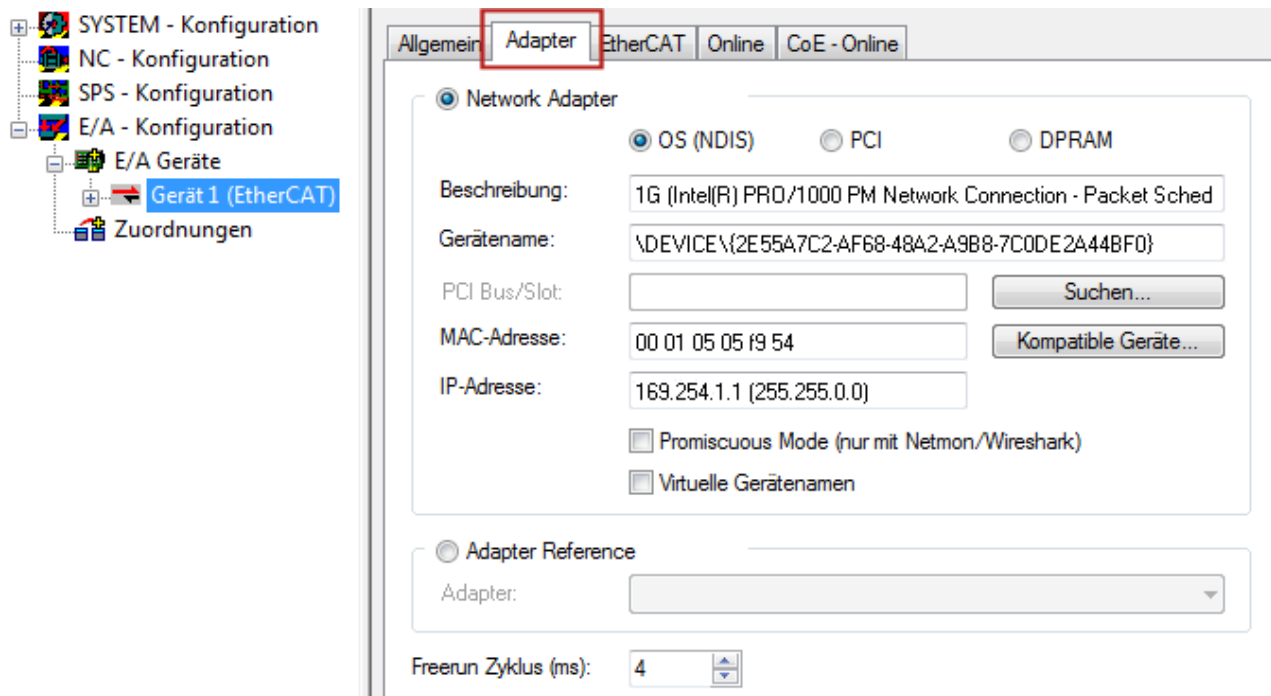 SYSTEM - Konfiguration
NC - Konfiguration
SPS - Konfiguration
E/A - Konfiguration
E/A Geräte
Gerät 1 (EtherCAT)
Zuordnungen
Allgemein Adapter EtherCAT Online CoE - Online
Network Adapter
OS (NDIS) PCI DPRAM
Beschreibung: 1G (Intel(R) PRO/1000 PM Network Connection - Packet Sched
Gerätename: \DEVICE\{2E55A7C2-AF68-48A2-A9B8-7C0DE2A44BF0}
PCI Bus/Slot: Suchen...
MAC-Adresse: 00 01 05 05 f9 54 Kompatible Geräte...
IP-Adresse: 169.254.1.1 (255.255.0.0)
Promiscuous Mode (nur mit Netmon/Wireshark)
Virtuelle Gerätenamen
Adapter Reference
Adapter:
Freerun Zyklus (ms): 4